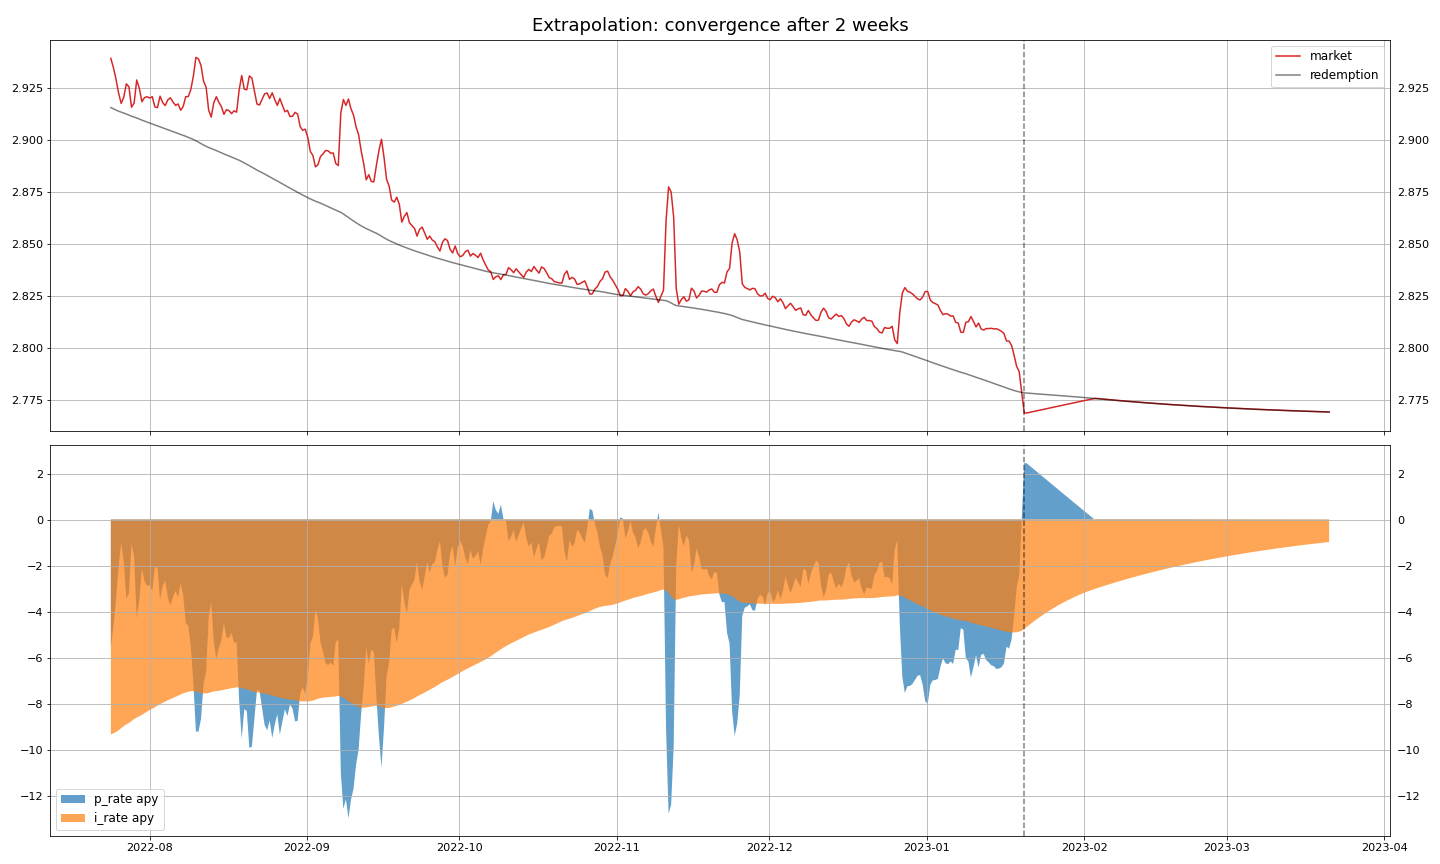 Extrapolation: convergence after 2 weeks
market
redemption
2.925 2.925
2.900 2.900
2.875 2.875
2.850 2.850
2.825 2.825
2.800 2.800
2.775 2.775
2 2
0 0
−2 −2
−4 −4
−6 −6
−8 −8
−10 −10
−12 −12
p_rate apy
i_rate apy
2022-08 2022-09 2022-10 2022-11 2022-12 2023-01 2023-02 2023-03 2023-04